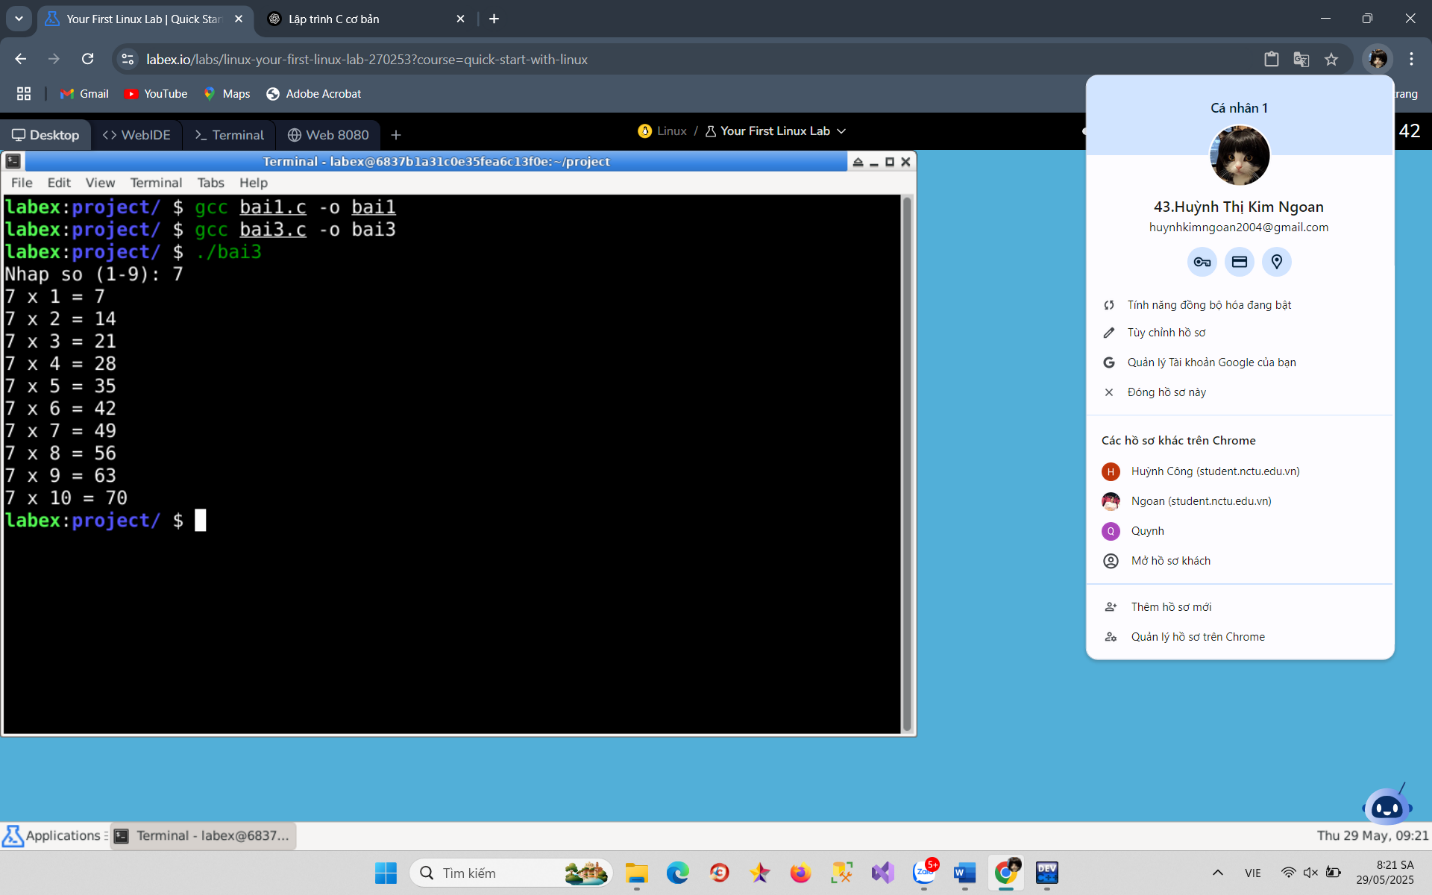 Your First Linux Lab | Quick Star
Lập trình C cơ bản
labex.io/labs/linux-your-first-linux-lab-270253?course=quick-start-with-linux
Gmail
YouTube
Maps
Adobe Acrobat
trang
Desktop
WebIDE
Terminal
Web 8080
Linux / Your First Linux Lab
42
Terminal - labex@6837b1a31c0e35fea6c13f0e:~/project
File Edit View Terminal Tabs Help
labex:project/ $ gcc bai1.c -o bai1
labex:project/ $ gcc bai3.c -o bai3
labex:project/ $ ./bai3
Nhap so (1-9): 7
7 x 1 = 7
7 x 2 = 14
7 x 3 = 21
7 x 4 = 28
7 x 5 = 35
7 x 6 = 42
7 x 7 = 49
7 x 8 = 56
7 x 9 = 63
7 x 10 = 70
labex:project/ $
Cá nhân 1
43.Huỳnh Thị Kim Ngoan
huynhkimngoan2004@gmail.com
Tính năng đồng bộ hóa đang bật
Tùy chỉnh hồ sơ
Quản lý Tài khoản Google của bạn
Đóng hồ sơ này
Các hồ sơ khác trên Chrome
H Huỳnh Công (student.nctu.edu.vn)
Ngoan (student.nctu.edu.vn)
Q Quynh
Mở hồ sơ khách
Thêm hồ sơ mới
Quản lý hồ sơ trên Chrome
Applications
Terminal - labex@6837...
Thu 29 May, 09:21
Tìm kiếm
Zalo
5+
W
DEV
VIE
8:21 SA
29/05/2025